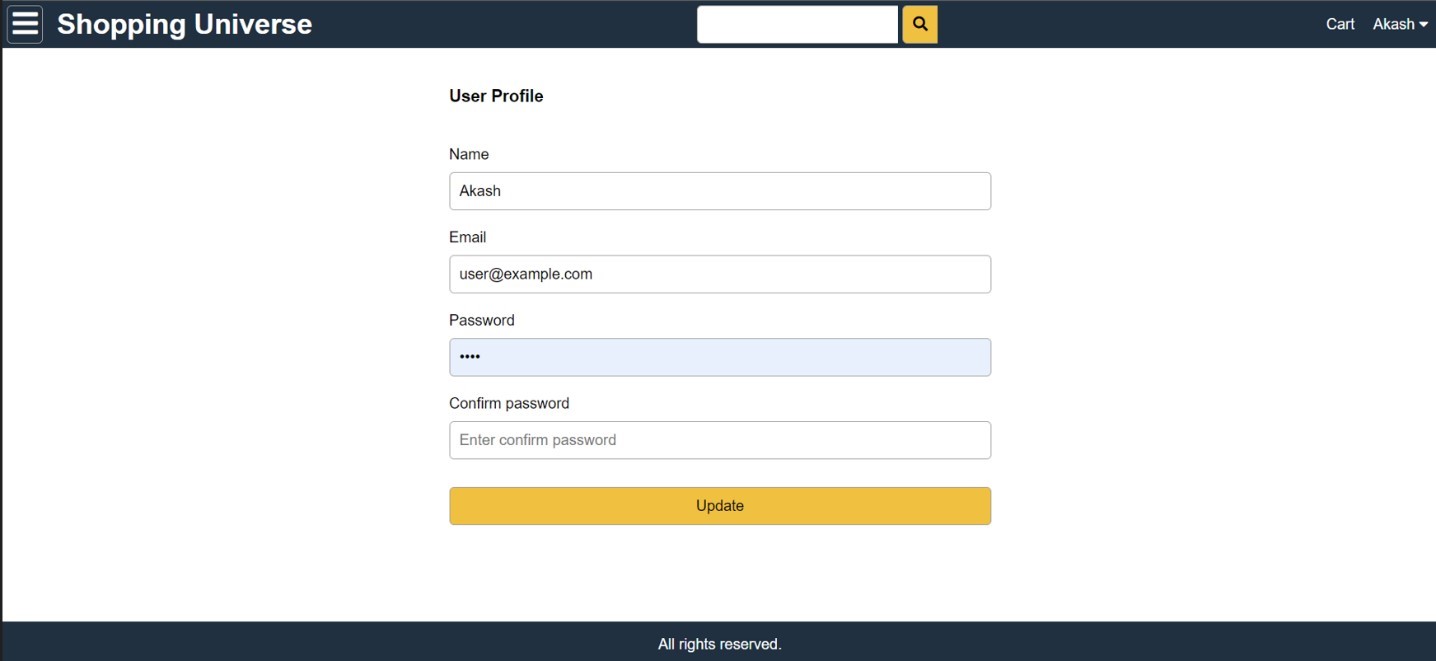 Shopping Universe
Cart Akash
User Profile
Name
Akash
Email
user@example.com
Password
••••
Confirm password
Enter confirm password
Update
All rights reserved.